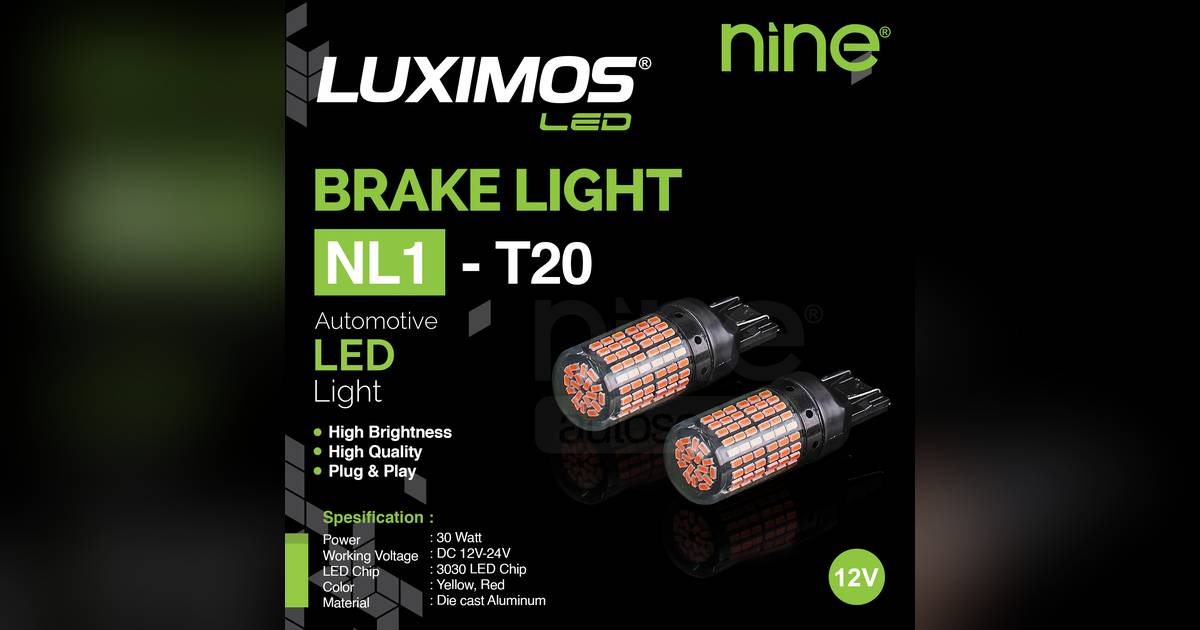 nine®
LUXIMOS®
LED
BRAKE LIGHT
NL1 - T20
Automotive
LED
Light
nine®
autos
High Brightness
High Quality
Plug & Play
Spesification :
Power : 30 Watt
Working Voltage : DC 12V-24V
LED Chip : 3030 LED Chip
Color : Yellow, Red
Material : Die cast Aluminum
12V